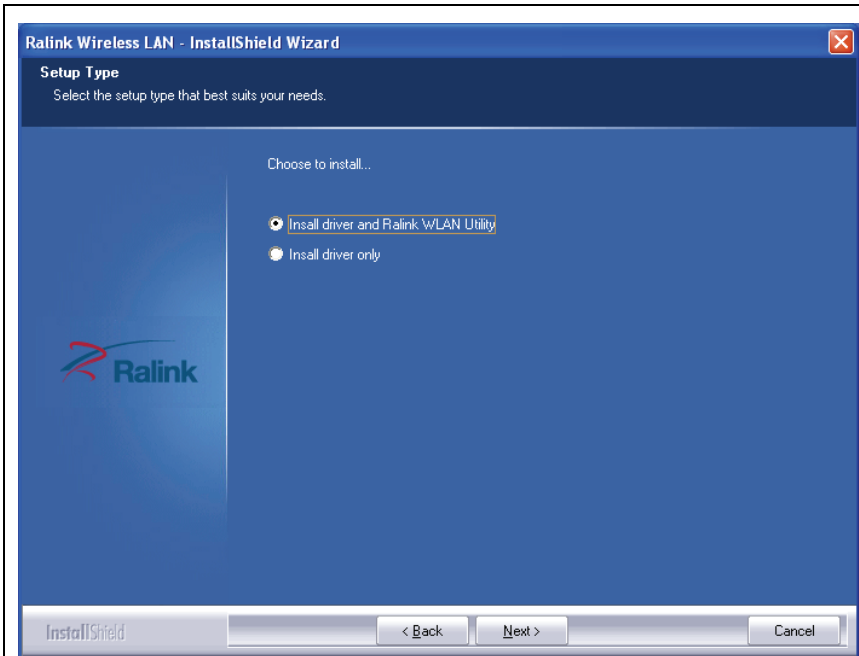 Ralink Wireless LAN - InstallShield Wizard
Setup Type
Select the setup type that best suits your needs.
Choose to install...
Insall driver and Ralink WLAN Utility
Insall driver only
Ralink
InstallShield
< Back
Next >
Cancel